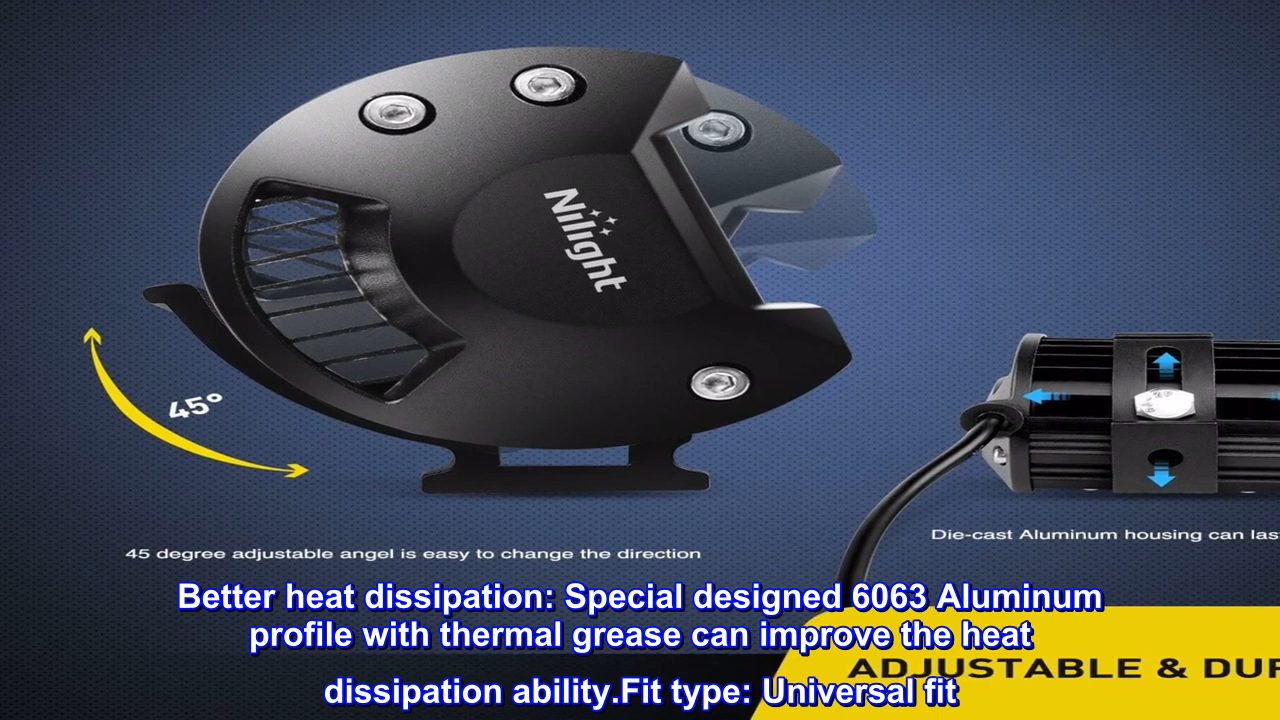 Nilight
45°
45 degree adjustable angel is easy to change the direction
Die-cast Aluminum housing can las
Better heat dissipation: Special designed 6063 Aluminum
profile with thermal grease can improve the heat
ADJUSTABLE & DUR
dissipation ability.Fit type: Universal fit